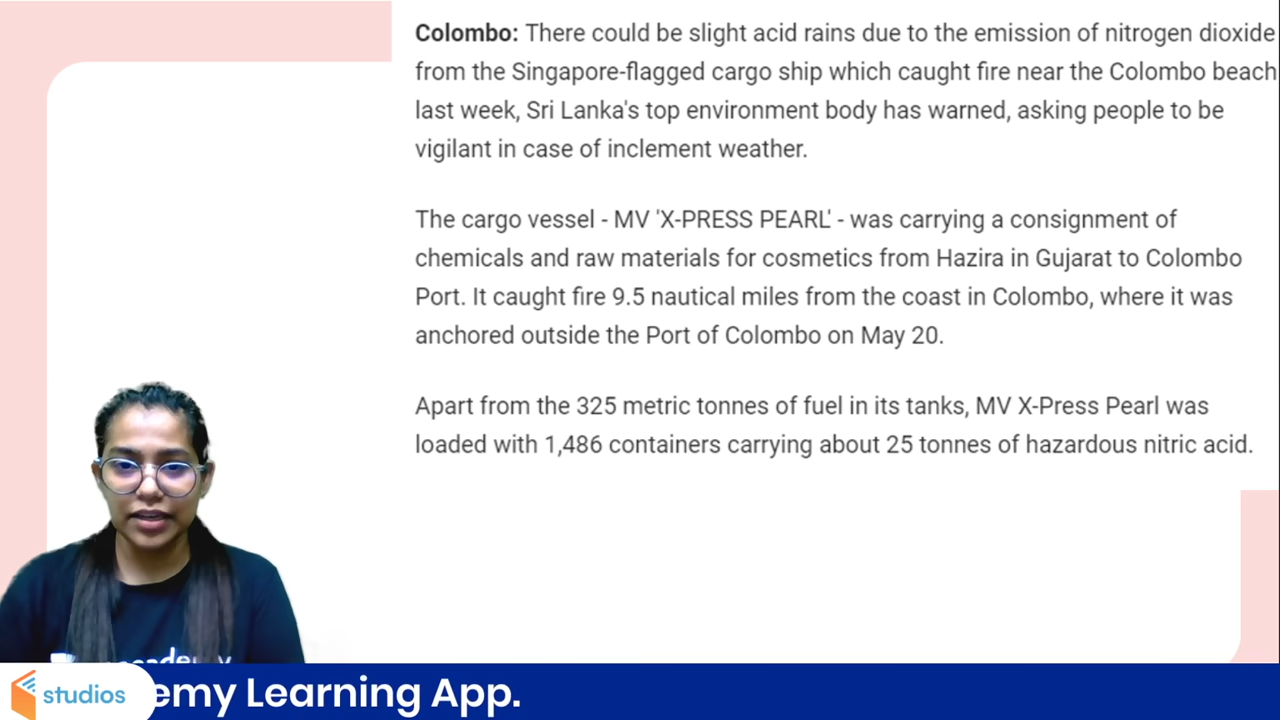 Colombo: There could be slight acid rains due to the emission of nitrogen dioxide
from the Singapore-flagged cargo ship which caught fire near the Colombo beach
last week, Sri Lanka's top environment body has warned, asking people to be
vigilant in case of inclement weather.
The cargo vessel - MV 'X-PRESS PEARL' - was carrying a consignment of
chemicals and raw materials for cosmetics from Hazira in Gujarat to Colombo
Port. It caught fire 9.5 nautical miles from the coast in Colombo, where it was
anchored outside the Port of Colombo on May 20.
Apart from the 325 metric tonnes of fuel in its tanks, MV X-Press Pearl was
loaded with 1,486 containers carrying about 25 tonnes of hazardous nitric acid.
studios
emy Learning App.